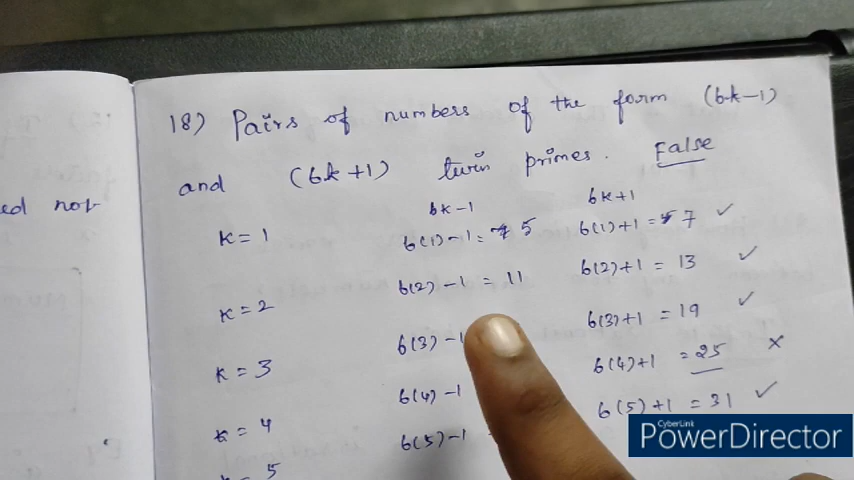 18) Pairs of numbers of the form (6k-1)
and (6k+1) twin primes. False
6k-1 6k+1
k = 1 6(1)-1 = 5 6(1)+1 = 7 ✓
k = 2 6(2)-1 = 11 6(2)+1 = 13 ✓
k = 3 6(3)-1 6(3)+1 = 19 ✓
k = 4 6(4)-1 6(4)+1 = 25 ×
5 6(5)-1 6(5)+1 = 31 ✓
ed not
CyberLink
PowerDirector